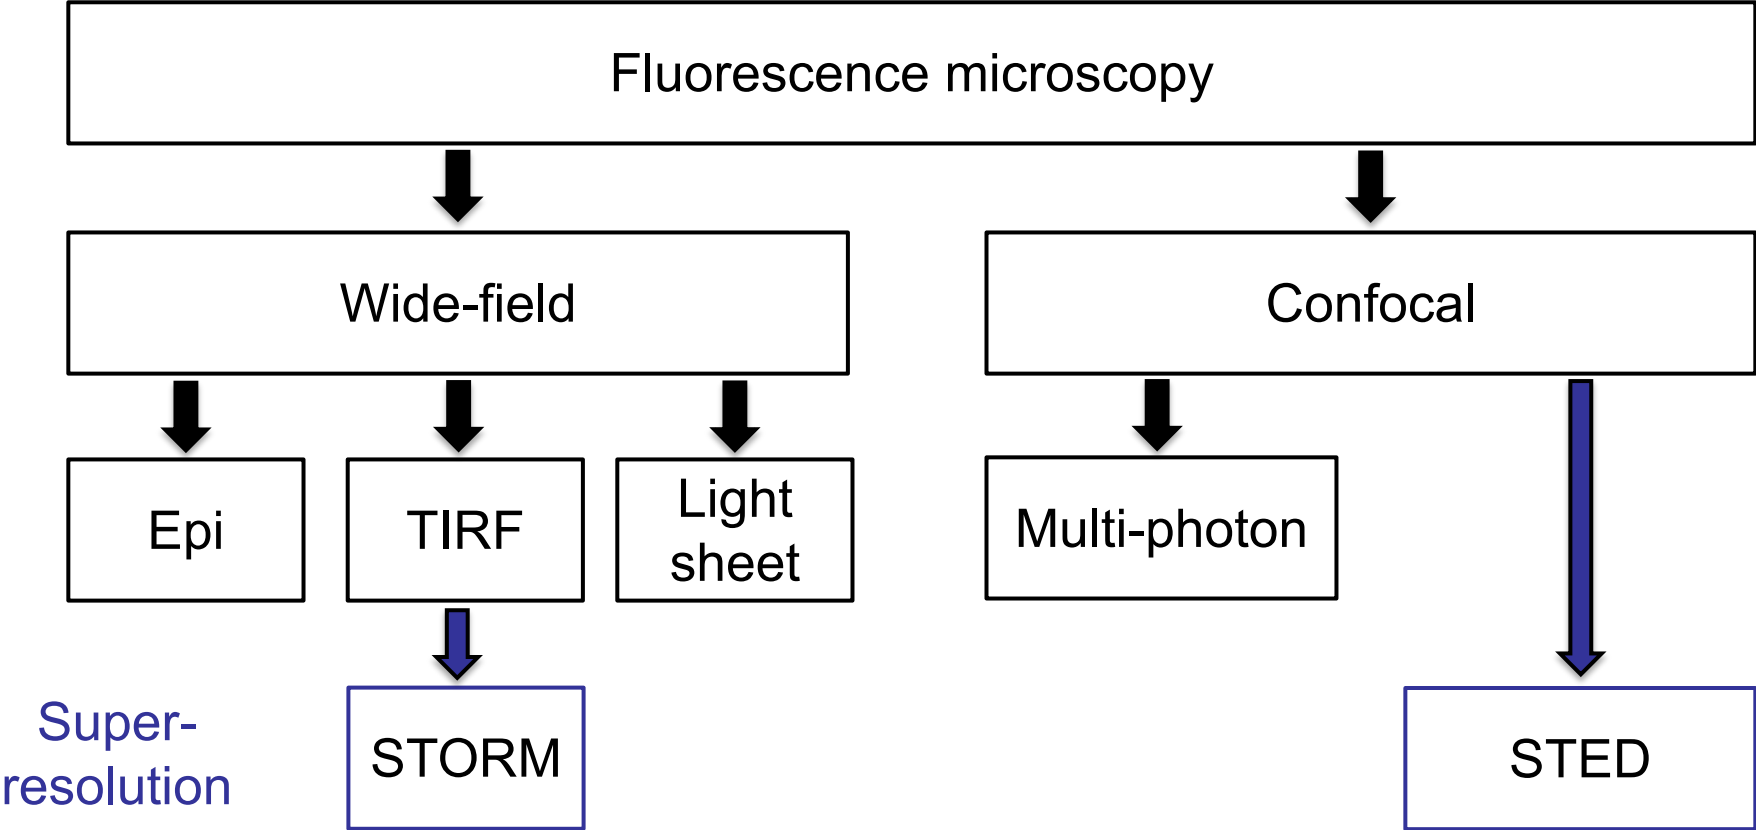 Fluorescence microscopy
Wide-field
Confocal
Epi
TIRF
Light
sheet
Multi-photon
Super-
resolution
STORM
STED